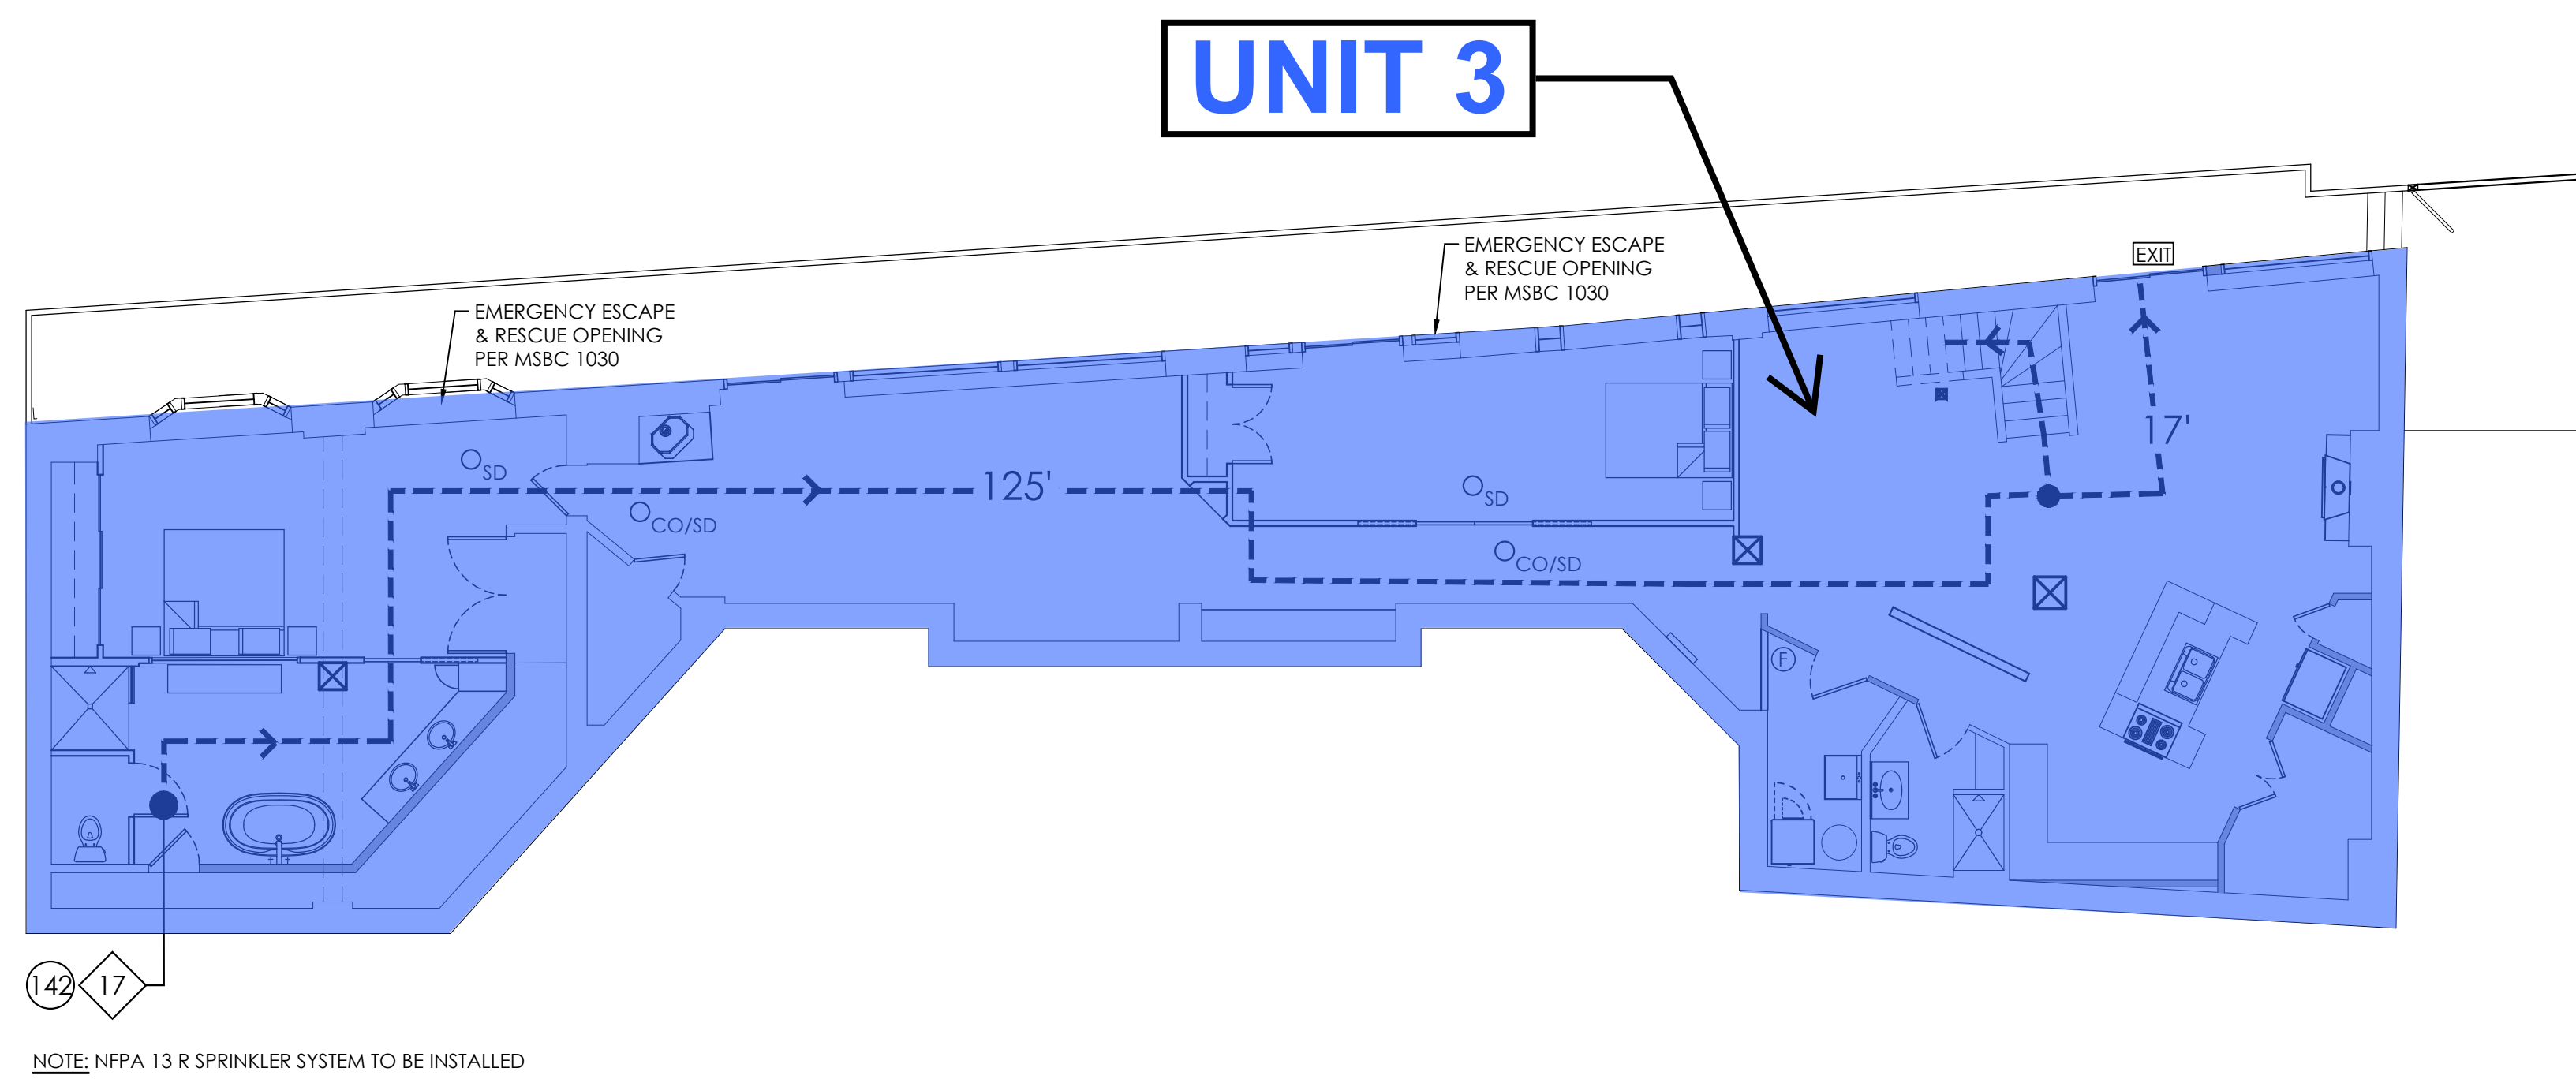 UNIT 3
EXIT
EMERGENCY ESCAPE
& RESCUE OPENING
PER MSBC 1030
EMERGENCY ESCAPE
& RESCUE OPENING
PER MSBC 1030
17'
SD
125'
SD
CO/SD
CO/SD
F
142
17
NOTE: NFPA 13 R SPRINKLER SYSTEM TO BE INSTALLED